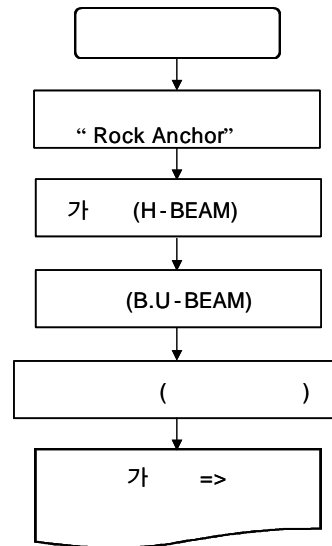 “ Rock Anchor”
가 (H-BEAM)
(B.U-BEAM)
( )
가 =>